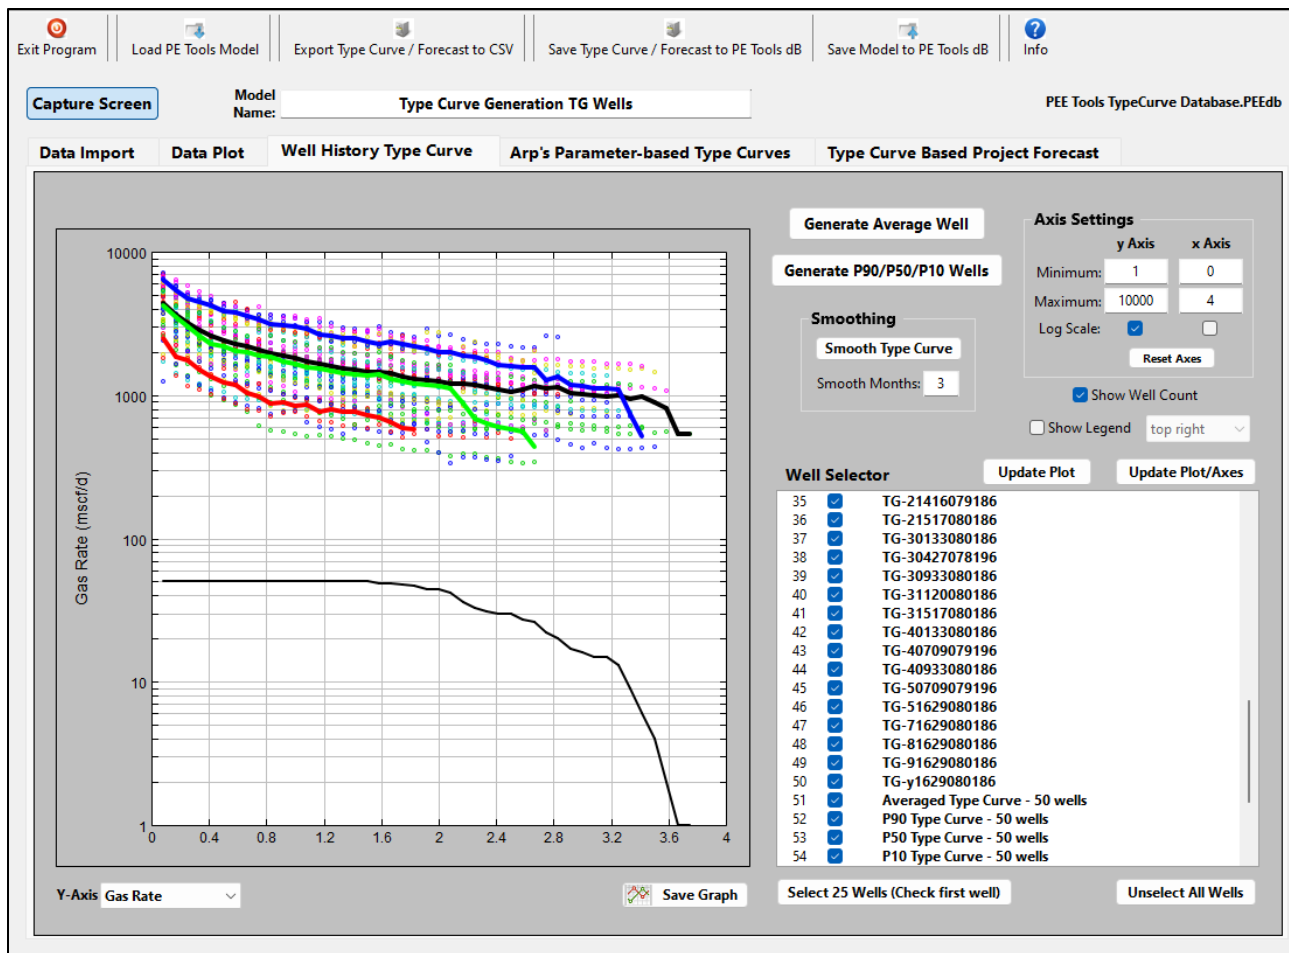 Exit Program
Load PE Tools Model
Export Type Curve / Forecast to CSV
Save Type Curve / Forecast to PE Tools dB
Save Model to PE Tools dB
Info
Capture Screen
Model Name:
Type Curve Generation TG Wells
PEE Tools TypeCurve Database.PEEdb
Data Import
Data Plot
Well History Type Curve
Arp's Parameter-based Type Curves
Type Curve Based Project Forecast
10000
1000
100
10
1
Gas Rate (mscf/d)
0 0.4 0.8 1.2 1.6 2 2.4 2.8 3.2 3.6 4
Y-Axis Gas Rate
Save Graph
Generate Average Well
Generate P90/P50/P10 Wells
Smoothing
Smooth Type Curve
Smooth Months: 3
Axis Settings
y Axis x Axis
Minimum: 1 0
Maximum: 10000 4
Log Scale:
Reset Axes
Show Well Count
Show Legend top right
Well Selector
Update Plot
Update Plot/Axes
35 TG-21416079186
36 TG-21517080186
37 TG-30133080186
38 TG-30427078196
39 TG-30933080186
40 TG-31120080186
41 TG-31517080186
42 TG-40133080186
43 TG-40709079196
44 TG-40933080186
45 TG-50709079196
46 TG-51629080186
47 TG-71629080186
48 TG-81629080186
49 TG-91629080186
50 TG-y1629080186
51 Averaged Type Curve - 50 wells
52 P90 Type Curve - 50 wells
53 P50 Type Curve - 50 wells
54 P10 Type Curve - 50 wells
Select 25 Wells (Check first well)
Unselect All Wells